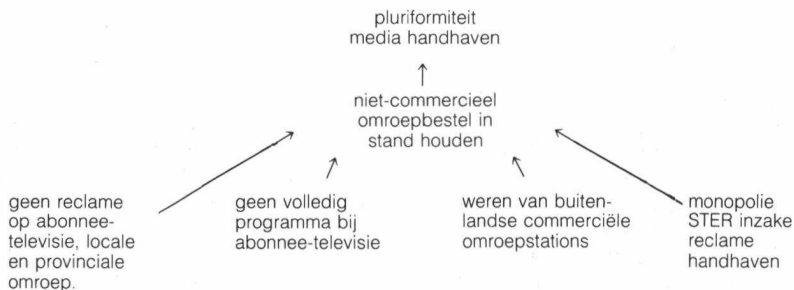 pluriformiteit
media handhaven
niet-commercieel
omroepbestel in
stand houden
geen reclame
op abonnee-
televisie, locale
en provinciale
omroep.
geen volledig
programma bij
abonnee-televisie
weren van buiten-
landse commerciële
omroepstations
monopolie
STER inzake
reclame
handhaven